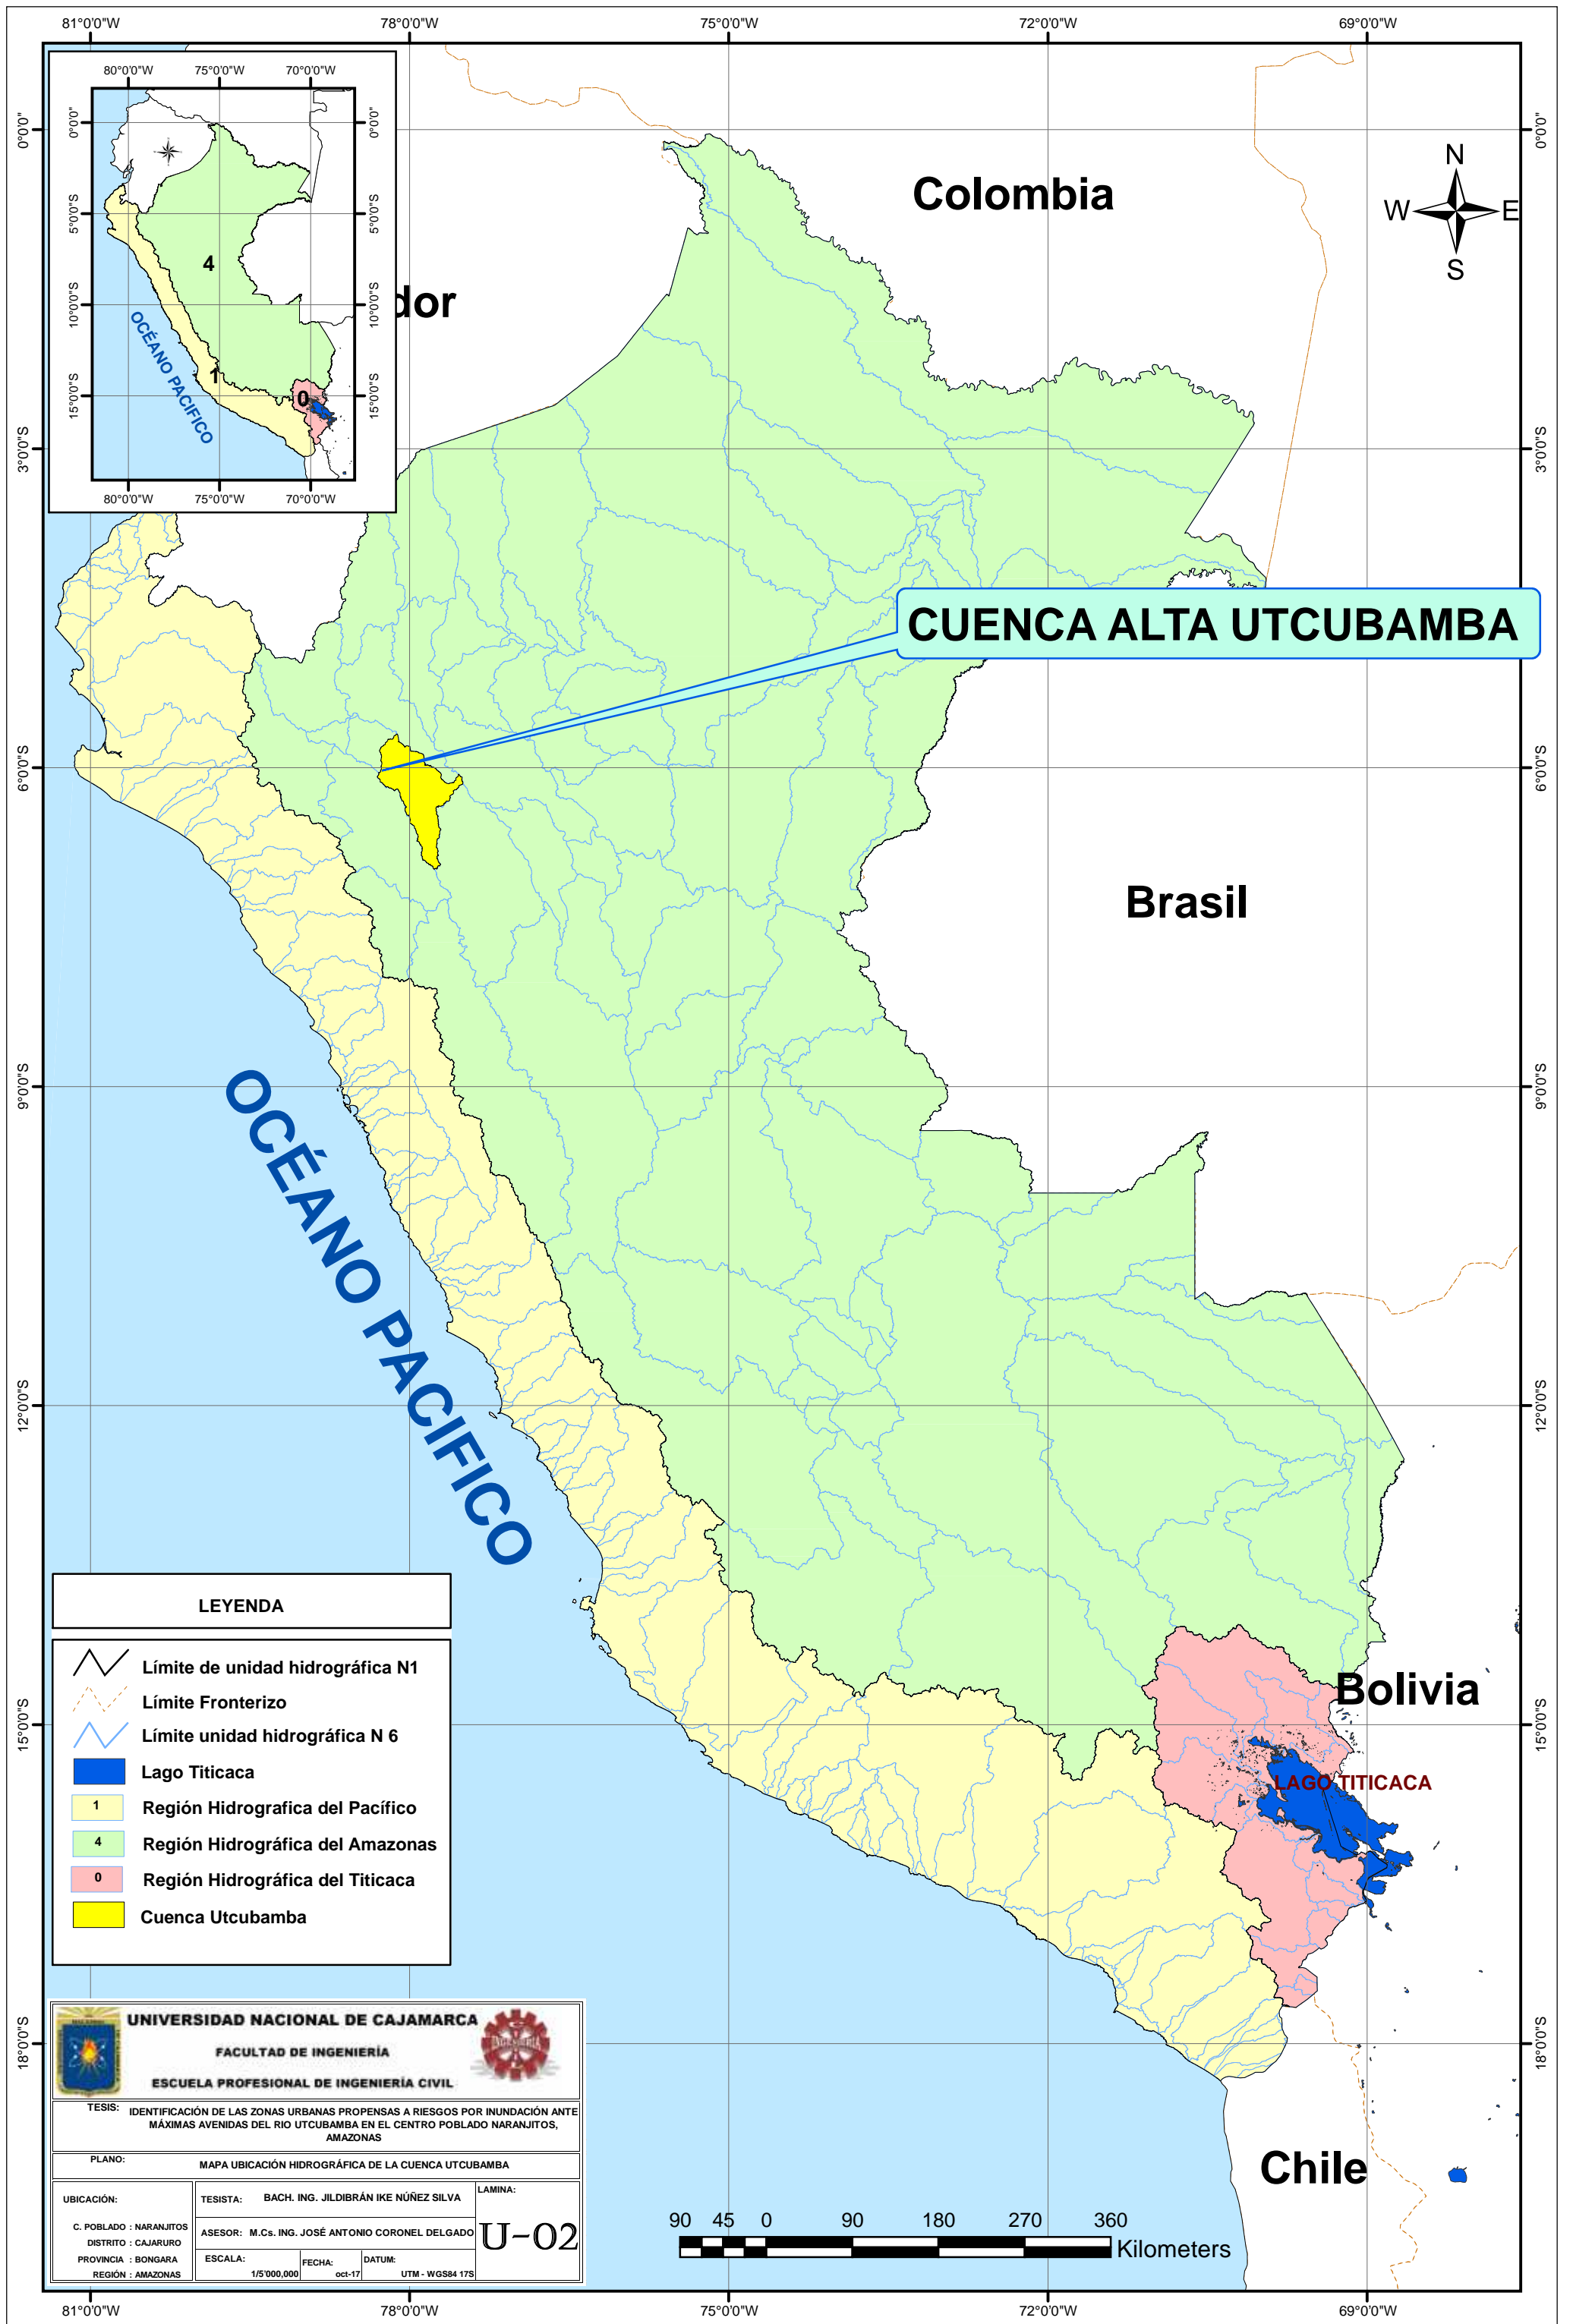 81°0'0"W 78°0'0"W 75°0'0"W 72°0'0"W 69°0'0"W
80°0'0"W 75°0'0"W 70°0'0"W
0°0'0" 0°0'0"
5°0'0"S 5°0'0"S
10°0'0"S 10°0'0"S
15°0'0"S 15°0'0"S
4
1
0
OCÉANO PACIFICO
80°0'0"W 75°0'0"W 70°0'0"W
0°0'0" 0°0'0"
3°0'0"S 3°0'0"S
6°0'0"S 6°0'0"S
9°0'0"S 9°0'0"S
12°0'0"S 12°0'0"S
15°0'0"S 15°0'0"S
18°0'0"S 18°0'0"S
N
W E
S
Colombia
dor
CUENCA ALTA UTCUBAMBA
Brasil
OCÉANO PACIFICO
Bolivia
LAGO TITICACA
Chile
LEYENDA
Límite de unidad hidrográfica N1
Límite Fronterizo
Límite unidad hidrográfica N 6
Lago Titicaca
1 Región Hidrografica del Pacífico
4 Región Hidrográfica del Amazonas
0 Región Hidrográfica del Titicaca
Cuenca Utcubamba
UNIVERSIDAD NACIONAL DE CAJAMARCA
FACULTAD DE INGENIERÍA
ESCUELA PROFESIONAL DE INGENIERÍA CIVIL
TESIS: IDENTIFICACIÓN DE LAS ZONAS URBANAS PROPENSAS A RIESGOS POR INUNDACIÓN ANTE
MÁXIMAS AVENIDAS DEL RIO UTCUBAMBA EN EL CENTRO POBLADO NARANJITOS,
AMAZONAS
PLANO: MAPA UBICACIÓN HIDROGRÁFICA DE LA CUENCA UTCUBAMBA
UBICACIÓN:
C. POBLADO : NARANJITOS
DISTRITO : CAJARURO
PROVINCIA : BONGARA
REGIÓN : AMAZONAS
TESISTA: BACH. ING. JILDIBRÁN IKE NÚÑEZ SILVA
ASESOR: M.Cs. ING. JOSÉ ANTONIO CORONEL DELGADO
ESCALA: 1/5'000,000
FECHA: oct-17
DATUM: UTM - WGS84 17S
LAMINA:
U-02
90 45 0 90 180 270 360
Kilometers
81°0'0"W 78°0'0"W 75°0'0"W 72°0'0"W 69°0'0"W